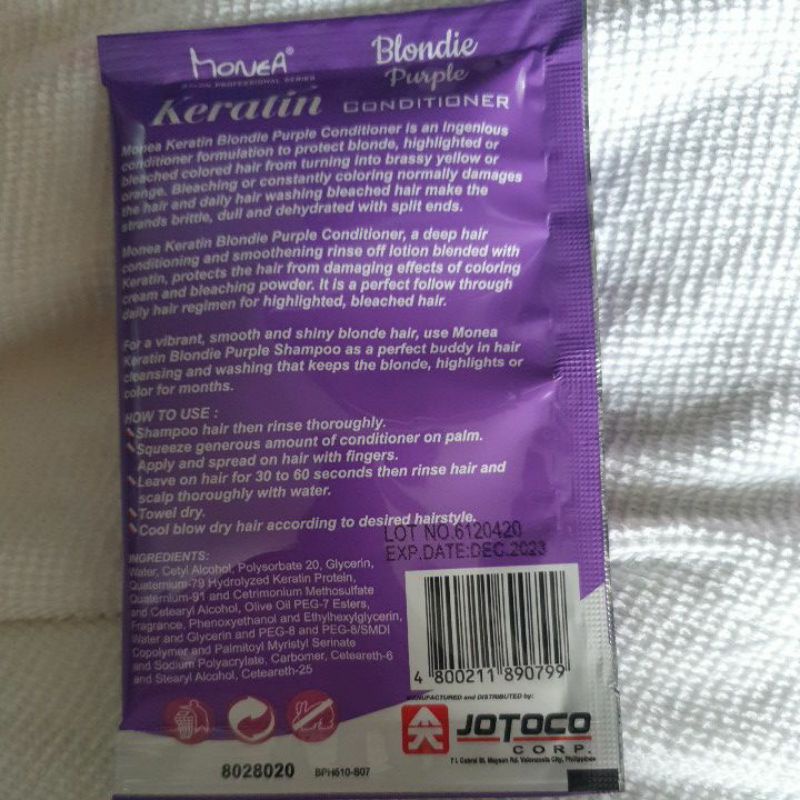 MONEA®
SALON PROFESSIONAL SERIES
Blondie
Purple
Keratin CONDITIONER
Monea Keratin Blondie Purple Conditioner is an ingenious
conditioner formulation to protect blonde, highlighted or
bleached colored hair from turning into brassy yellow or
orange. Bleaching or constantly coloring normally damages
the hair and daily hair washing bleached hair make the
strands brittle, dull and dehydrated with split ends.
Monea Keratin Blondie Purple Conditioner, a deep hair
conditioning and smoothening rinse off lotion blended with
Keratin, protects the hair from damaging effects of coloring
cream and bleaching powder. It is a perfect follow through
daily hair regimen for highlighted, bleached hair.
For a vibrant, smooth and shiny blonde hair, use Monea
Keratin Blondie Purple Shampoo as a perfect buddy in hair
cleansing and washing that keeps the blonde, highlights or
color for months.
HOW TO USE :
Shampoo hair then rinse thoroughly.
Squeeze generous amount of conditioner on palm.
Apply and spread on hair with fingers.
Leave on hair for 30 to 60 seconds then rinse hair and
scalp thoroughly with water.
Towel dry.
Cool blow dry hair according to desired hairstyle.
LOT NO.6120420
EXP.DATE:DEC.2023
INGREDIENTS:
Water, Cetyl Alcohol, Polysorbate 20, Glycerin,
Quaternium-79 Hydrolyzed Keratin Protein,
Quaternium-91 and Cetrimonium Methosulfate
and Cetearyl Alcohol, Olive Oil PEG-7 Esters,
Fragrance, Phenoxyethanol and Ethylhexylglycerin,
Water and Glycerin and PEG-8 and PEG-8/SMDI
Copolymer and Palmitoyl Myristyl Serinate
and Sodium Polyacrylate, Carbomer, Ceteareth-6
and Stearyl Alcohol, Ceteareth-25
4 800211 890799
MANUFACTURED and DISTRIBUTED by:
JOTOCO
CORP.
7 I. Cabral St. Maysan Rd. Valenzuela City, Philippines
8028020
BPH610-807